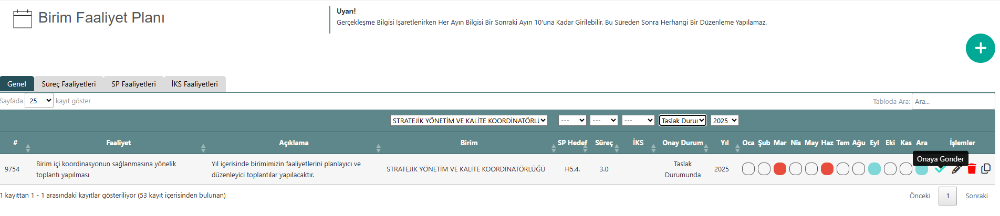 Birim Faaliyet Planı
Uyarı!
Gerçekleşme Bilgisi İşaretlenirken Her Ayın Bilgisi Bir Sonraki Ayın 10'una Kadar Girilebilir. Bu Süreden Sonra Herhangi Bir Düzenleme Yapılamaz.
Genel Süreç Faaliyetleri SP Faaliyetleri İKS Faaliyetleri
Sayfada 25 kayıt göster Tabloda Ara: Ara...
STRATEJİK YÖNETİM VE KALİTE KOORDİNATÖRLÜ --- --- --- Taslak Durum 2025
# Faaliyet Açıklama Birim SP Hedef Süreç İKS Onay Durum Yıl Oca Şub Mar Nis May Haz Tem Ağu Eyl Eki Kas Ara İşlemler
Onaya Gönder
9754 Birim içi koordinasyonun sağlanmasına yönelik toplantı yapılması Yıl içerisinde birimimizin faaliyetlerini planlayıcı ve düzenleyici toplantılar yapılacaktır. STRATEJİK YÖNETİM VE KALİTE KOORDİNATÖRLÜĞÜ H5.4. 3.0 Taslak Durumunda 2025
1 kayıttan 1 - 1 arasındaki kayıtlar gösteriliyor (53 kayıt içerisinden bulunan) Önceki 1 Sonraki